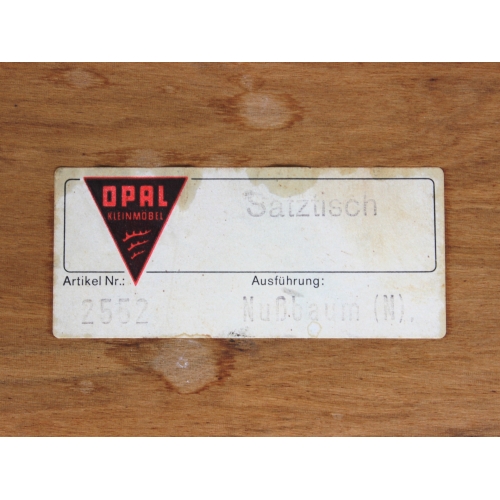 OPAL
KLEINMÖBEL
Satztisch
Artikel Nr.:
Ausführung:
2552
Nußbaum (N).